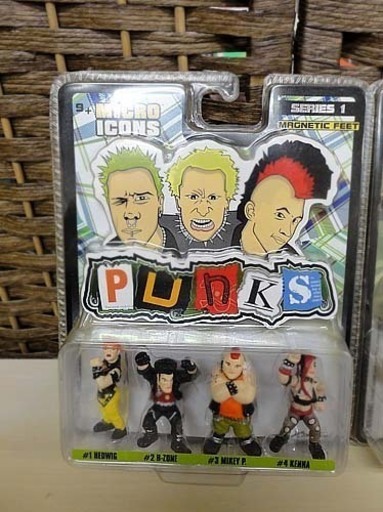 9+
MICRO
ICONS
SERIES 1
MAGNETIC FEET
PUNKS
#1 HEDWIG
#2 B-ZONE
#3 MIKEY P.
#4 KENNA